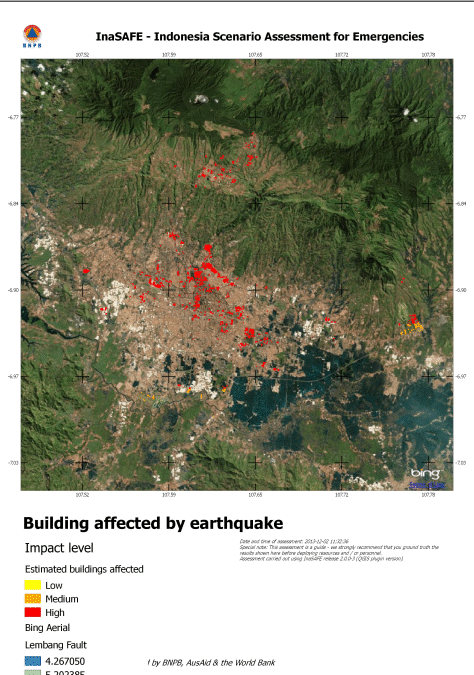 BNPB
InaSAFE - Indonesia Scenario Assessment for Emergencies
107.52 107.59 107.65 107.72 107.78
-6.77 -6.77
-6.84 -6.84
-6.90 -6.90
-6.97 -6.97
-7.03 -7.03
bing
107.52 107.59 107.65 107.72 107.78
Building affected by earthquake
Impact level
Date and time of assessment: 2013-12-02 11:32:36
Special note: This assessment is a guide - we strongly recommend that you ground truth the
results shown here before deploying resources and / or personnel.
Assessment carried out using InaSAFE release 2.0.0-3 (QGIS plugin version)
Estimated buildings affected
Low
Medium
High
Bing Aerial
Lembang Fault
4.267050
5.202385
by BNPB, AusAid & the World Bank